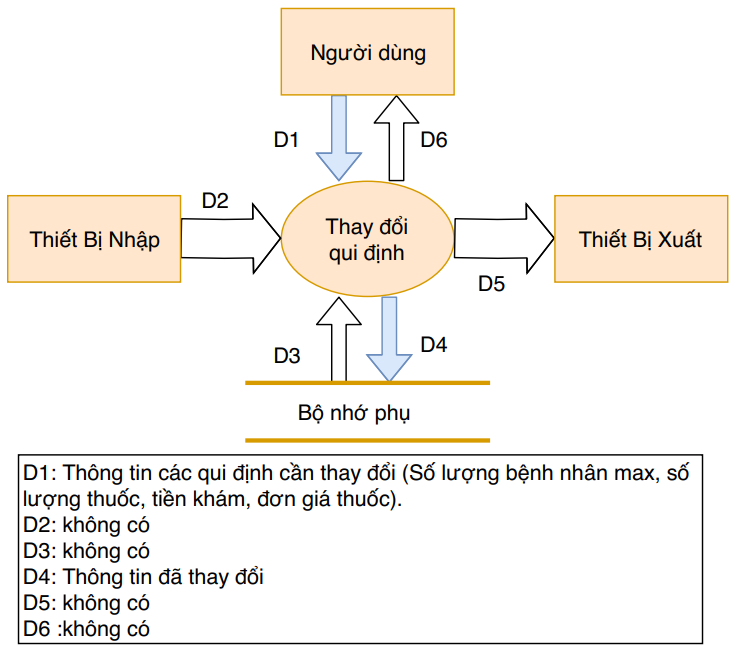 Người dùng
D1
D6
D2
Thiết Bị Nhập
Thay đổi
qui định
Thiết Bị Xuất
D5
D3
D4
Bộ nhớ phụ
D1: Thông tin các qui định cần thay đổi (Số lượng bệnh nhân max, số
lượng thuốc, tiền khám, đơn giá thuốc).
D2: không có
D3: không có
D4: Thông tin đã thay đổi
D5: không có
D6 :không có